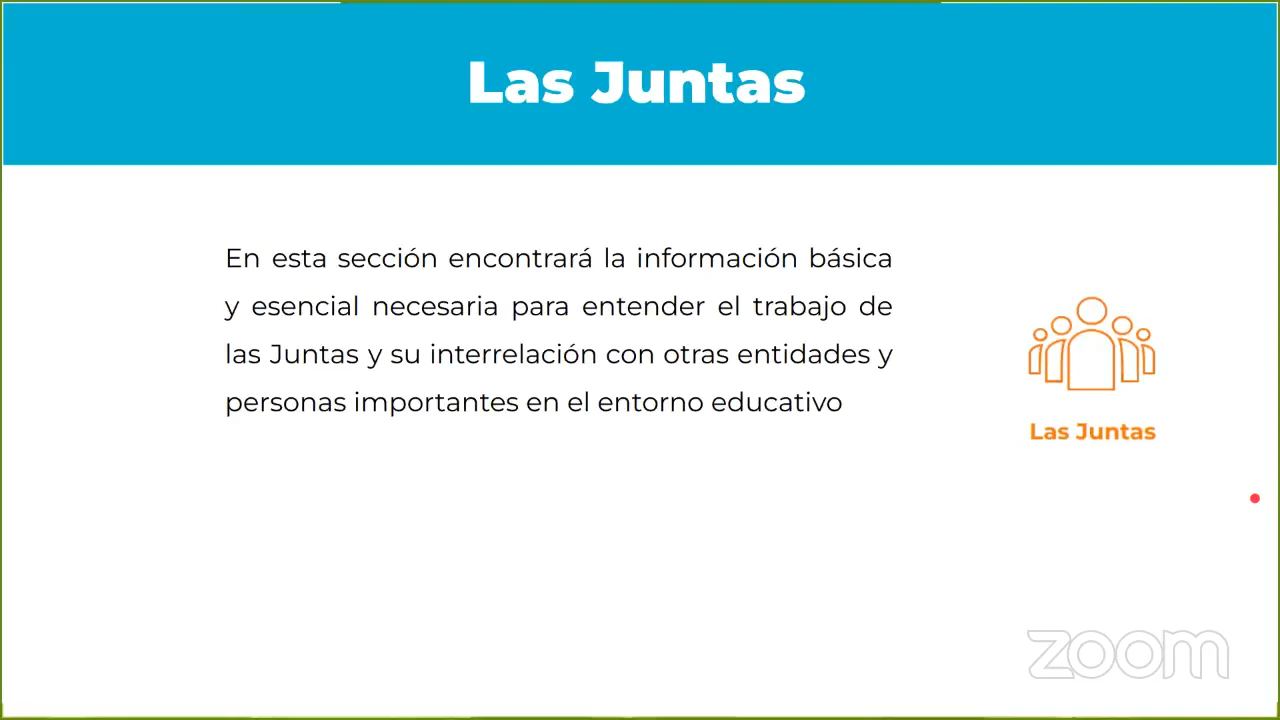 Las Juntas
En esta sección encontrará la información básica
y esencial necesaria para entender el trabajo de
las Juntas y su interrelación con otras entidades y
personas importantes en el entorno educativo
Las Juntas
zoom